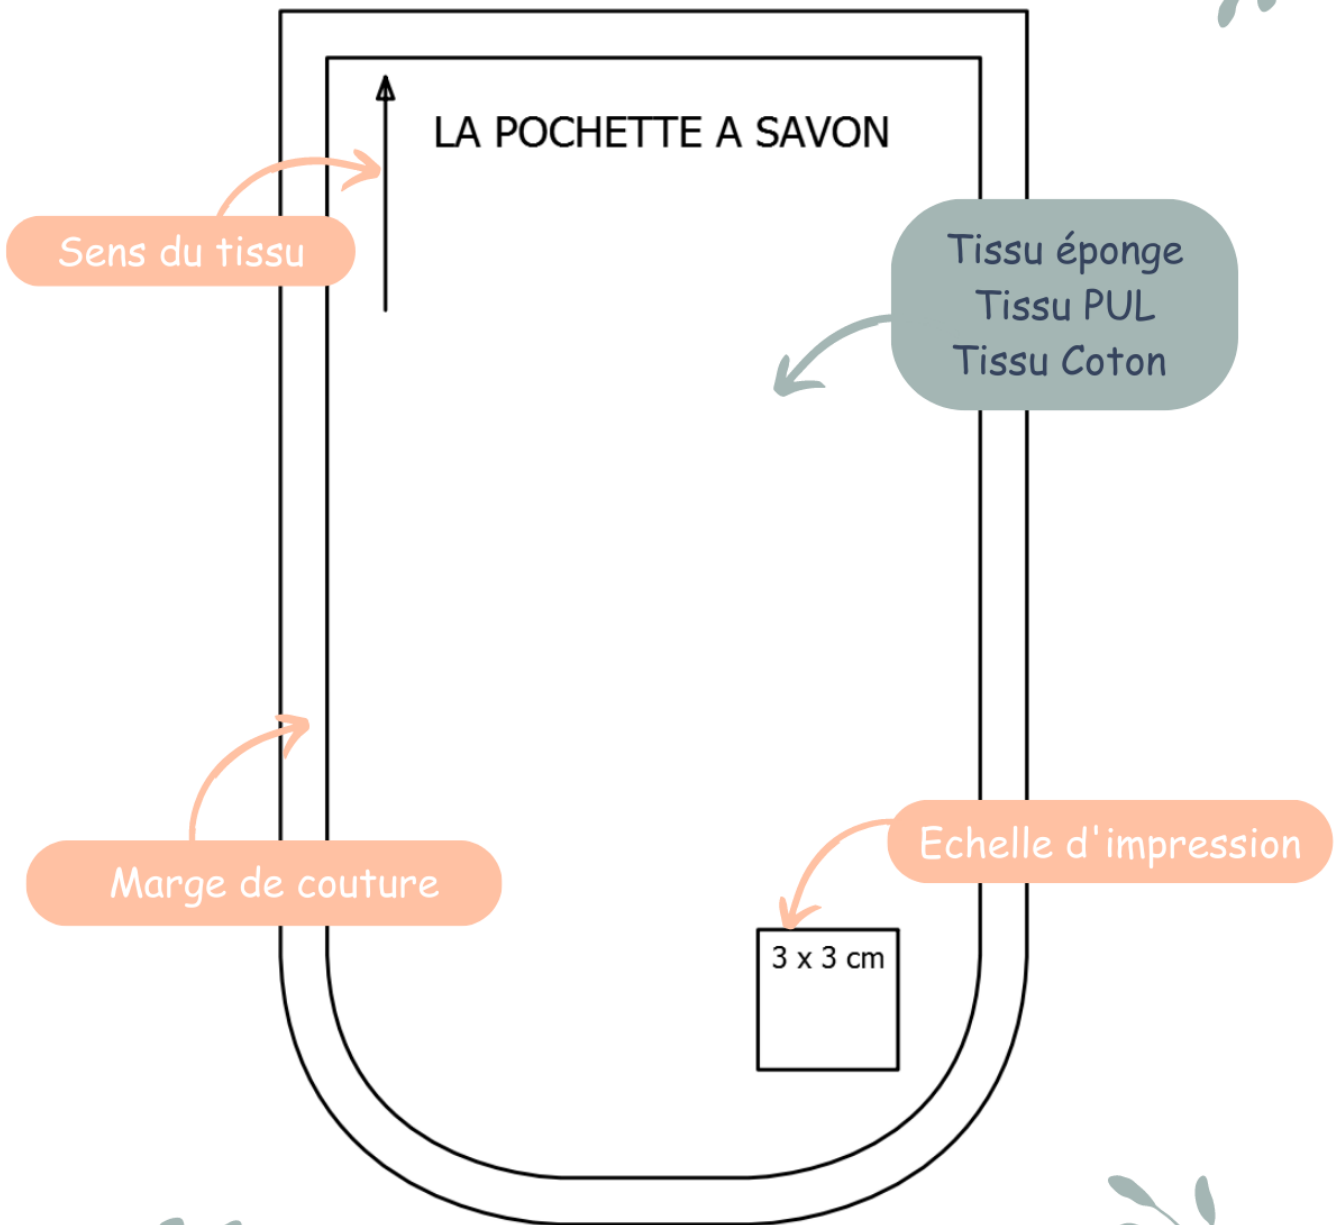 LA POCHETTE A SAVON
Sens du tissu
Tissu éponge
Tissu PUL
Tissu Coton
Marge de couture
Echelle d'impression
3 x 3 cm